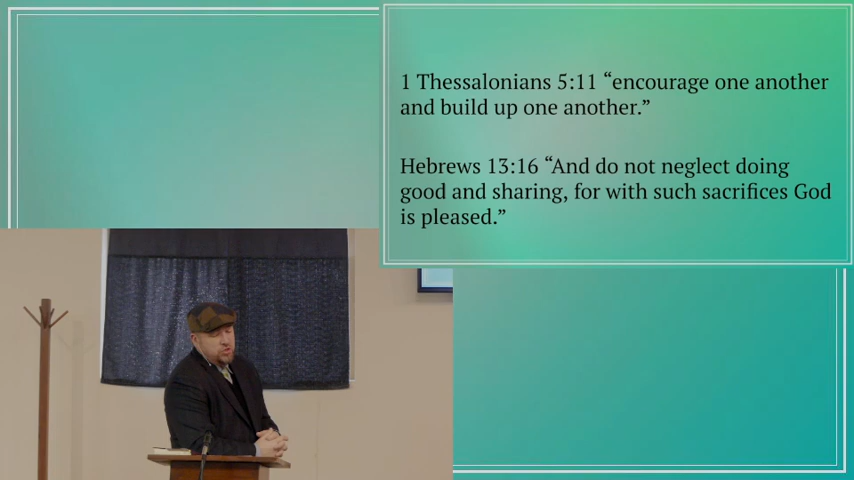 1 Thessalonians 5:11 “encourage one another
and build up one another.”
Hebrews 13:16 “And do not neglect doing
good and sharing, for with such sacrifices God
is pleased.”